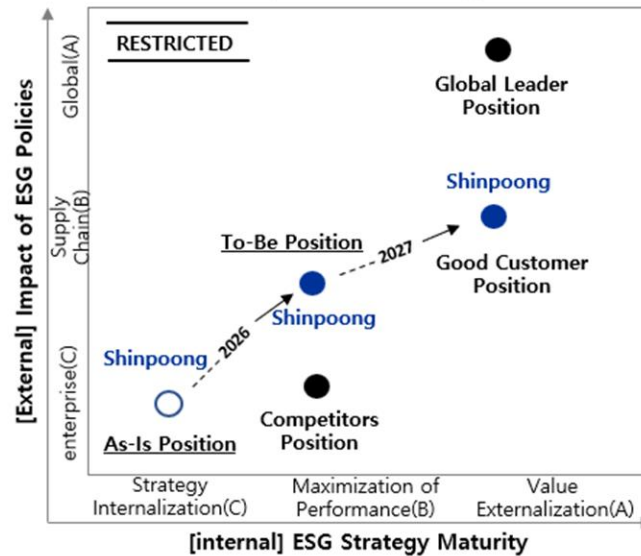 RESTRICTED
Global Leader
Position
Shinpoong
To-Be Position
2027
Good Customer
Position
Shinpoong
2026
Shinpoong
As-Is Position
Competitors
Position
[External] Impact of ESG Policies
Global(A)
Supply
Chain(B)
enterprise(C)
Strategy
Internalization(C)
Maximization of
Performance(B)
Value
Externalization(A)
[internal] ESG Strategy Maturity